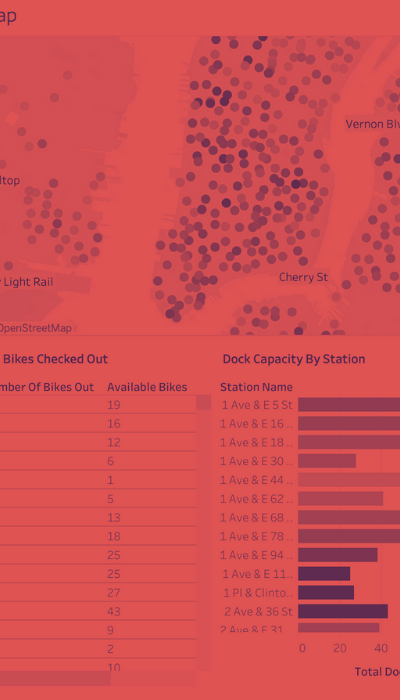 ap
Vernon Blv
ltop
Light Rail
Cherry St
OpenStreetMap
Bikes Checked Out
mber Of Bikes Out Available Bikes
19
16
12
6
1
5
13
18
25
25
27
43
9
2
10
Dock Capacity By Station
Station Name
1 Ave & E 5 St
1 Ave & E 16 ..
1 Ave & E 18 ..
1 Ave & E 30 ..
1 Ave & E 44 ..
1 Ave & E 62 ..
1 Ave & E 68 ..
1 Ave & E 78 ..
1 Ave & E 94 ..
1 Ave & E 11..
1 Pl & Clinto..
2 Ave & 36 St
2 Ave & E 31 ..
0 20 40
Total Do